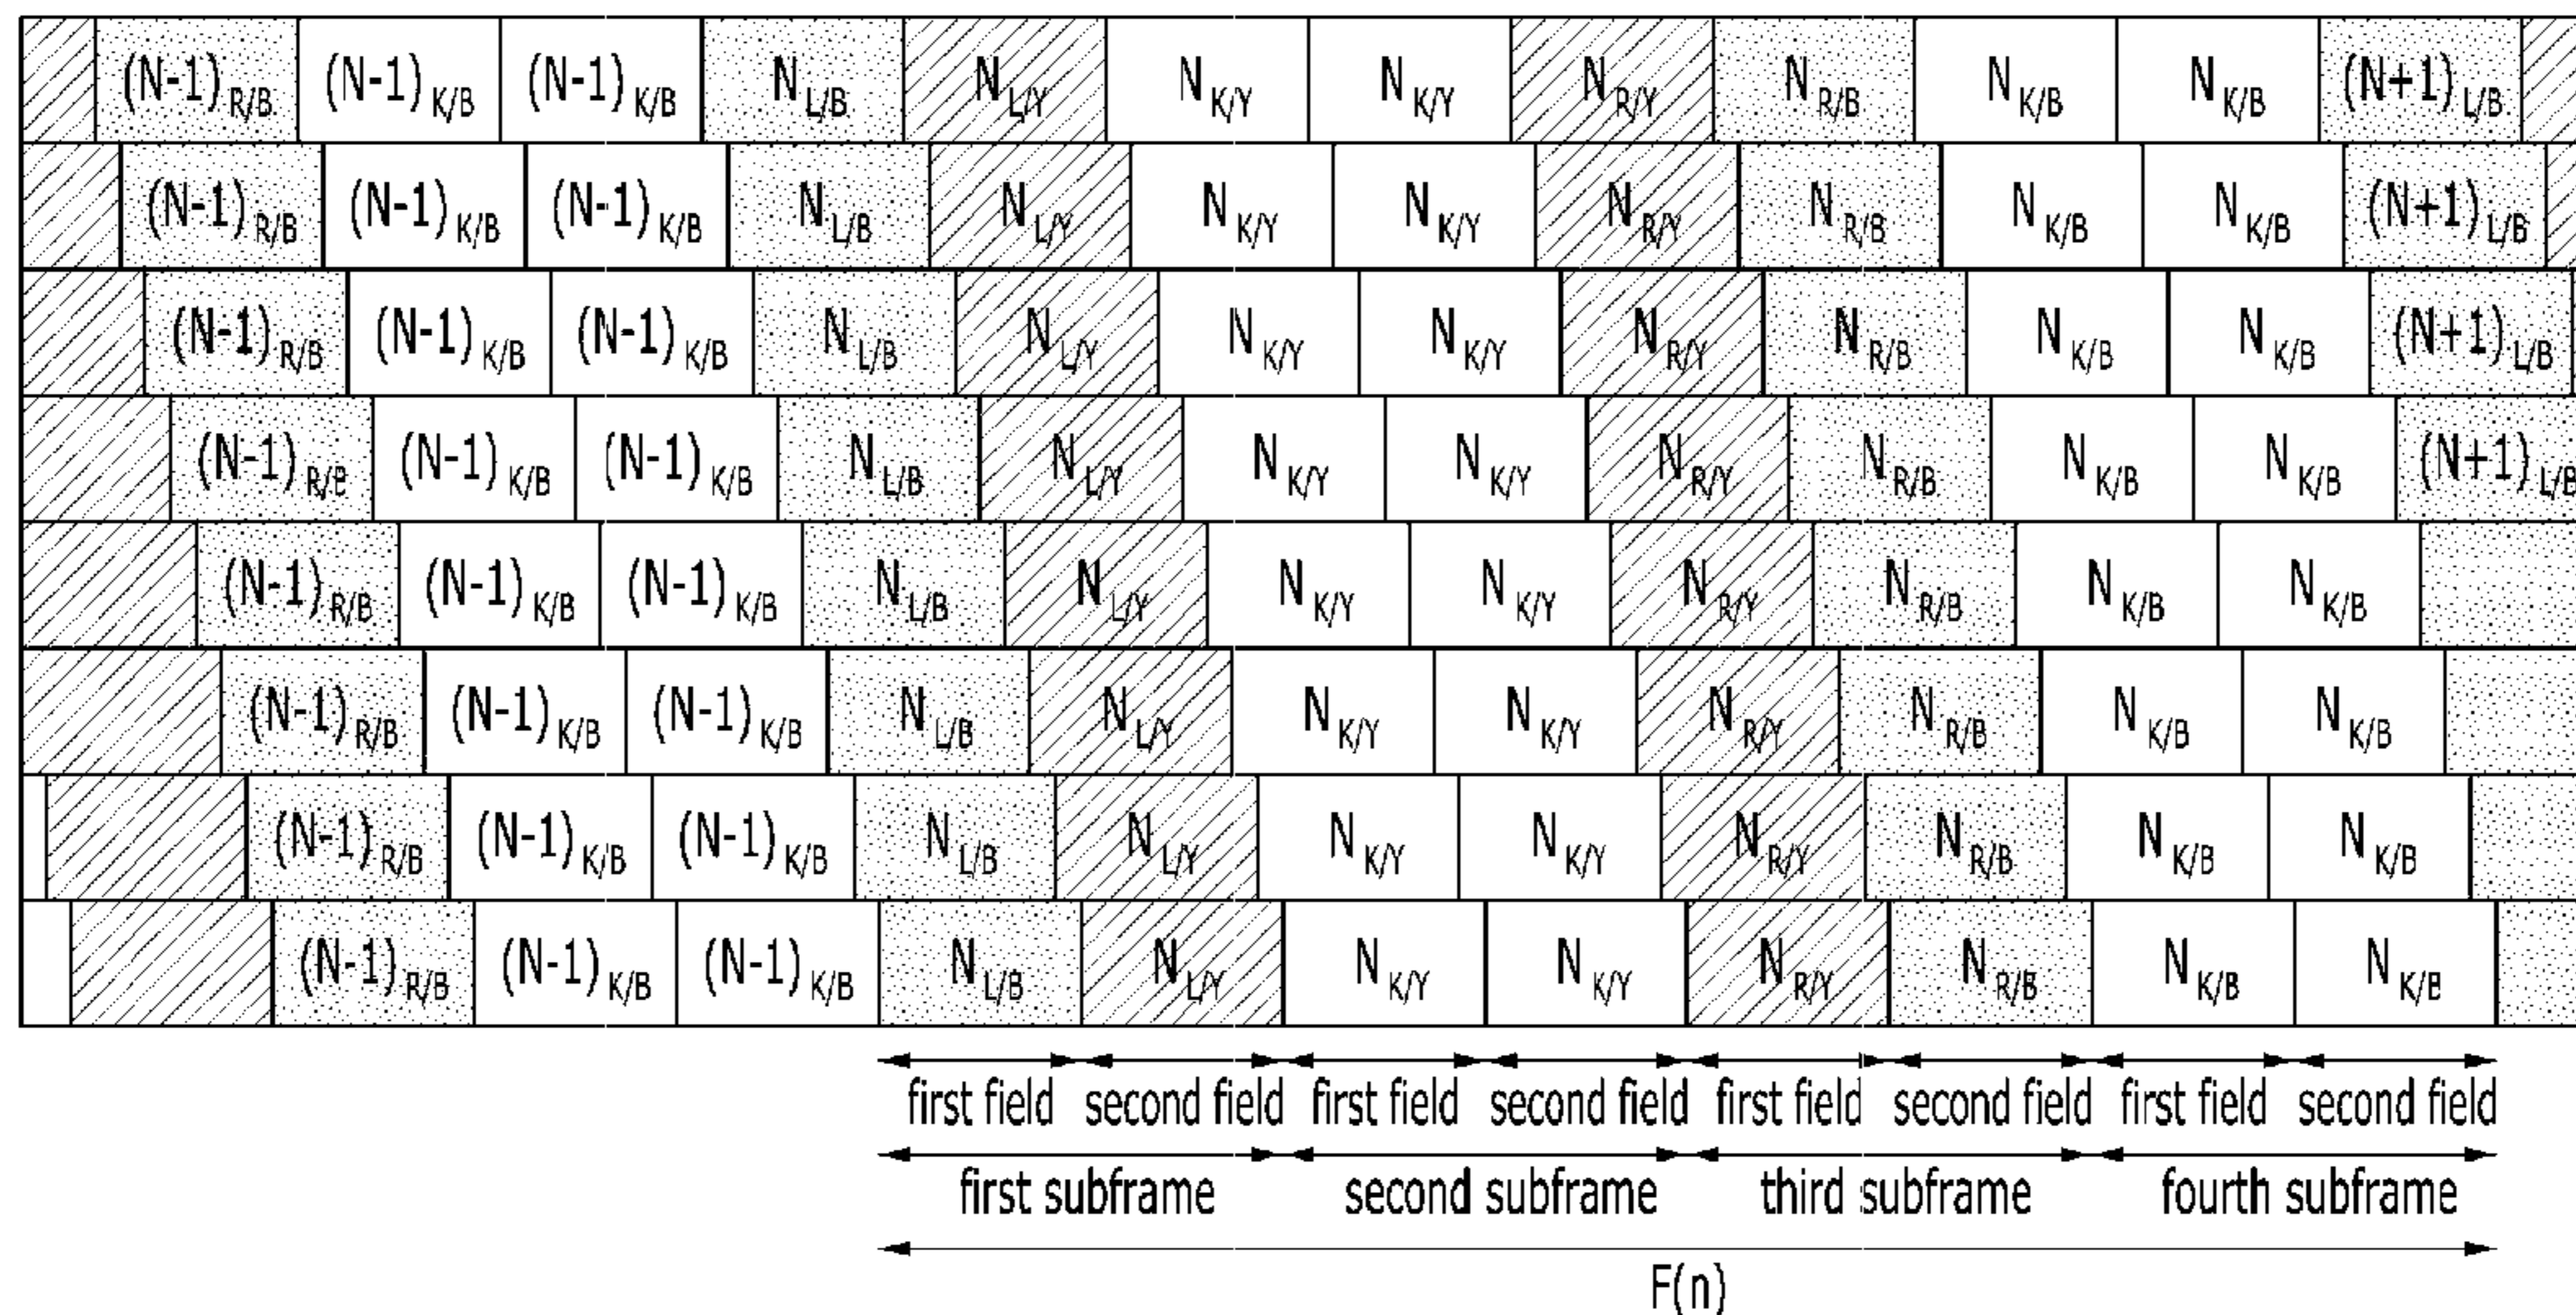 (N-1)R/B (N-1)K/B (N-1)K/B NL/B NL/Y NK/Y NK/Y NR/Y NR/B NK/B NK/B (N+1)L/B
(N-1)R/B (N-1)K/B (N-1)K/B NL/B NL/Y NK/Y NK/Y NR/Y NR/B NK/B NK/B (N+1)L/B
(N-1)R/B (N-1)K/B (N-1)K/B NL/B NL/Y NK/Y NK/Y NR/Y NR/B NK/B NK/B (N+1)L/B
(N-1)R/B (N-1)K/B (N-1)K/B NL/B NL/Y NK/Y NK/Y NR/Y NR/B NK/B NK/B (N+1)L/B
(N-1)R/B (N-1)K/B (N-1)K/B NL/B NL/Y NK/Y NK/Y NR/Y NR/B NK/B NK/B
(N-1)R/B (N-1)K/B (N-1)K/B NL/B NL/Y NK/Y NK/Y NR/Y NR/B NK/B NK/B
(N-1)R/B (N-1)K/B (N-1)K/B NL/B NL/Y NK/Y NK/Y NR/Y NR/B NK/B NK/B
(N-1)R/B (N-1)K/B (N-1)K/B NL/B NL/Y NK/Y NK/Y NR/Y NR/B NK/B NK/B
first field second field first field second field first field second field first field second field
first subframe second subframe third subframe fourth subframe
F(n)